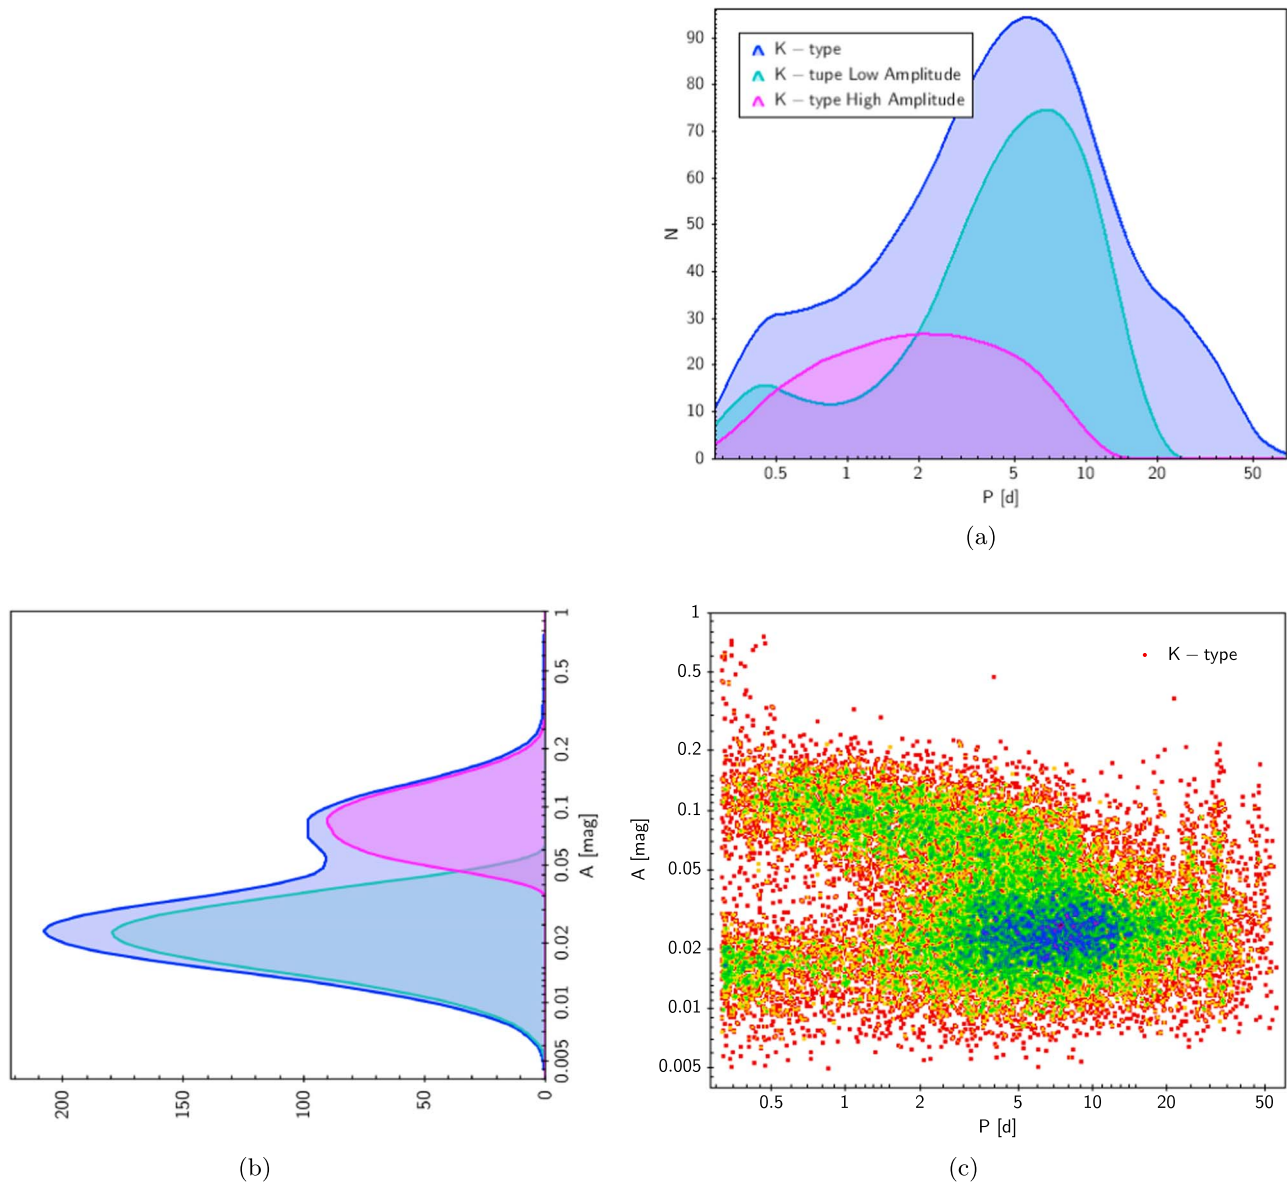 90
80
70
60
50
40
30
20
10
0
N
K – type
K – tupe Low Amplitude
K – type High Amplitude
0.5 1 2 5 10 20 50
P [d]
(a)
1
0.5
0.2
0.1
0.05
0.02
0.01
0.005
A [mag]
200 150 100 50 0
(b)
1
0.5
0.2
0.1
0.05
0.02
0.01
0.005
A [mag]
K – type
0.5 1 2 5 10 20 50
P [d]
(c)